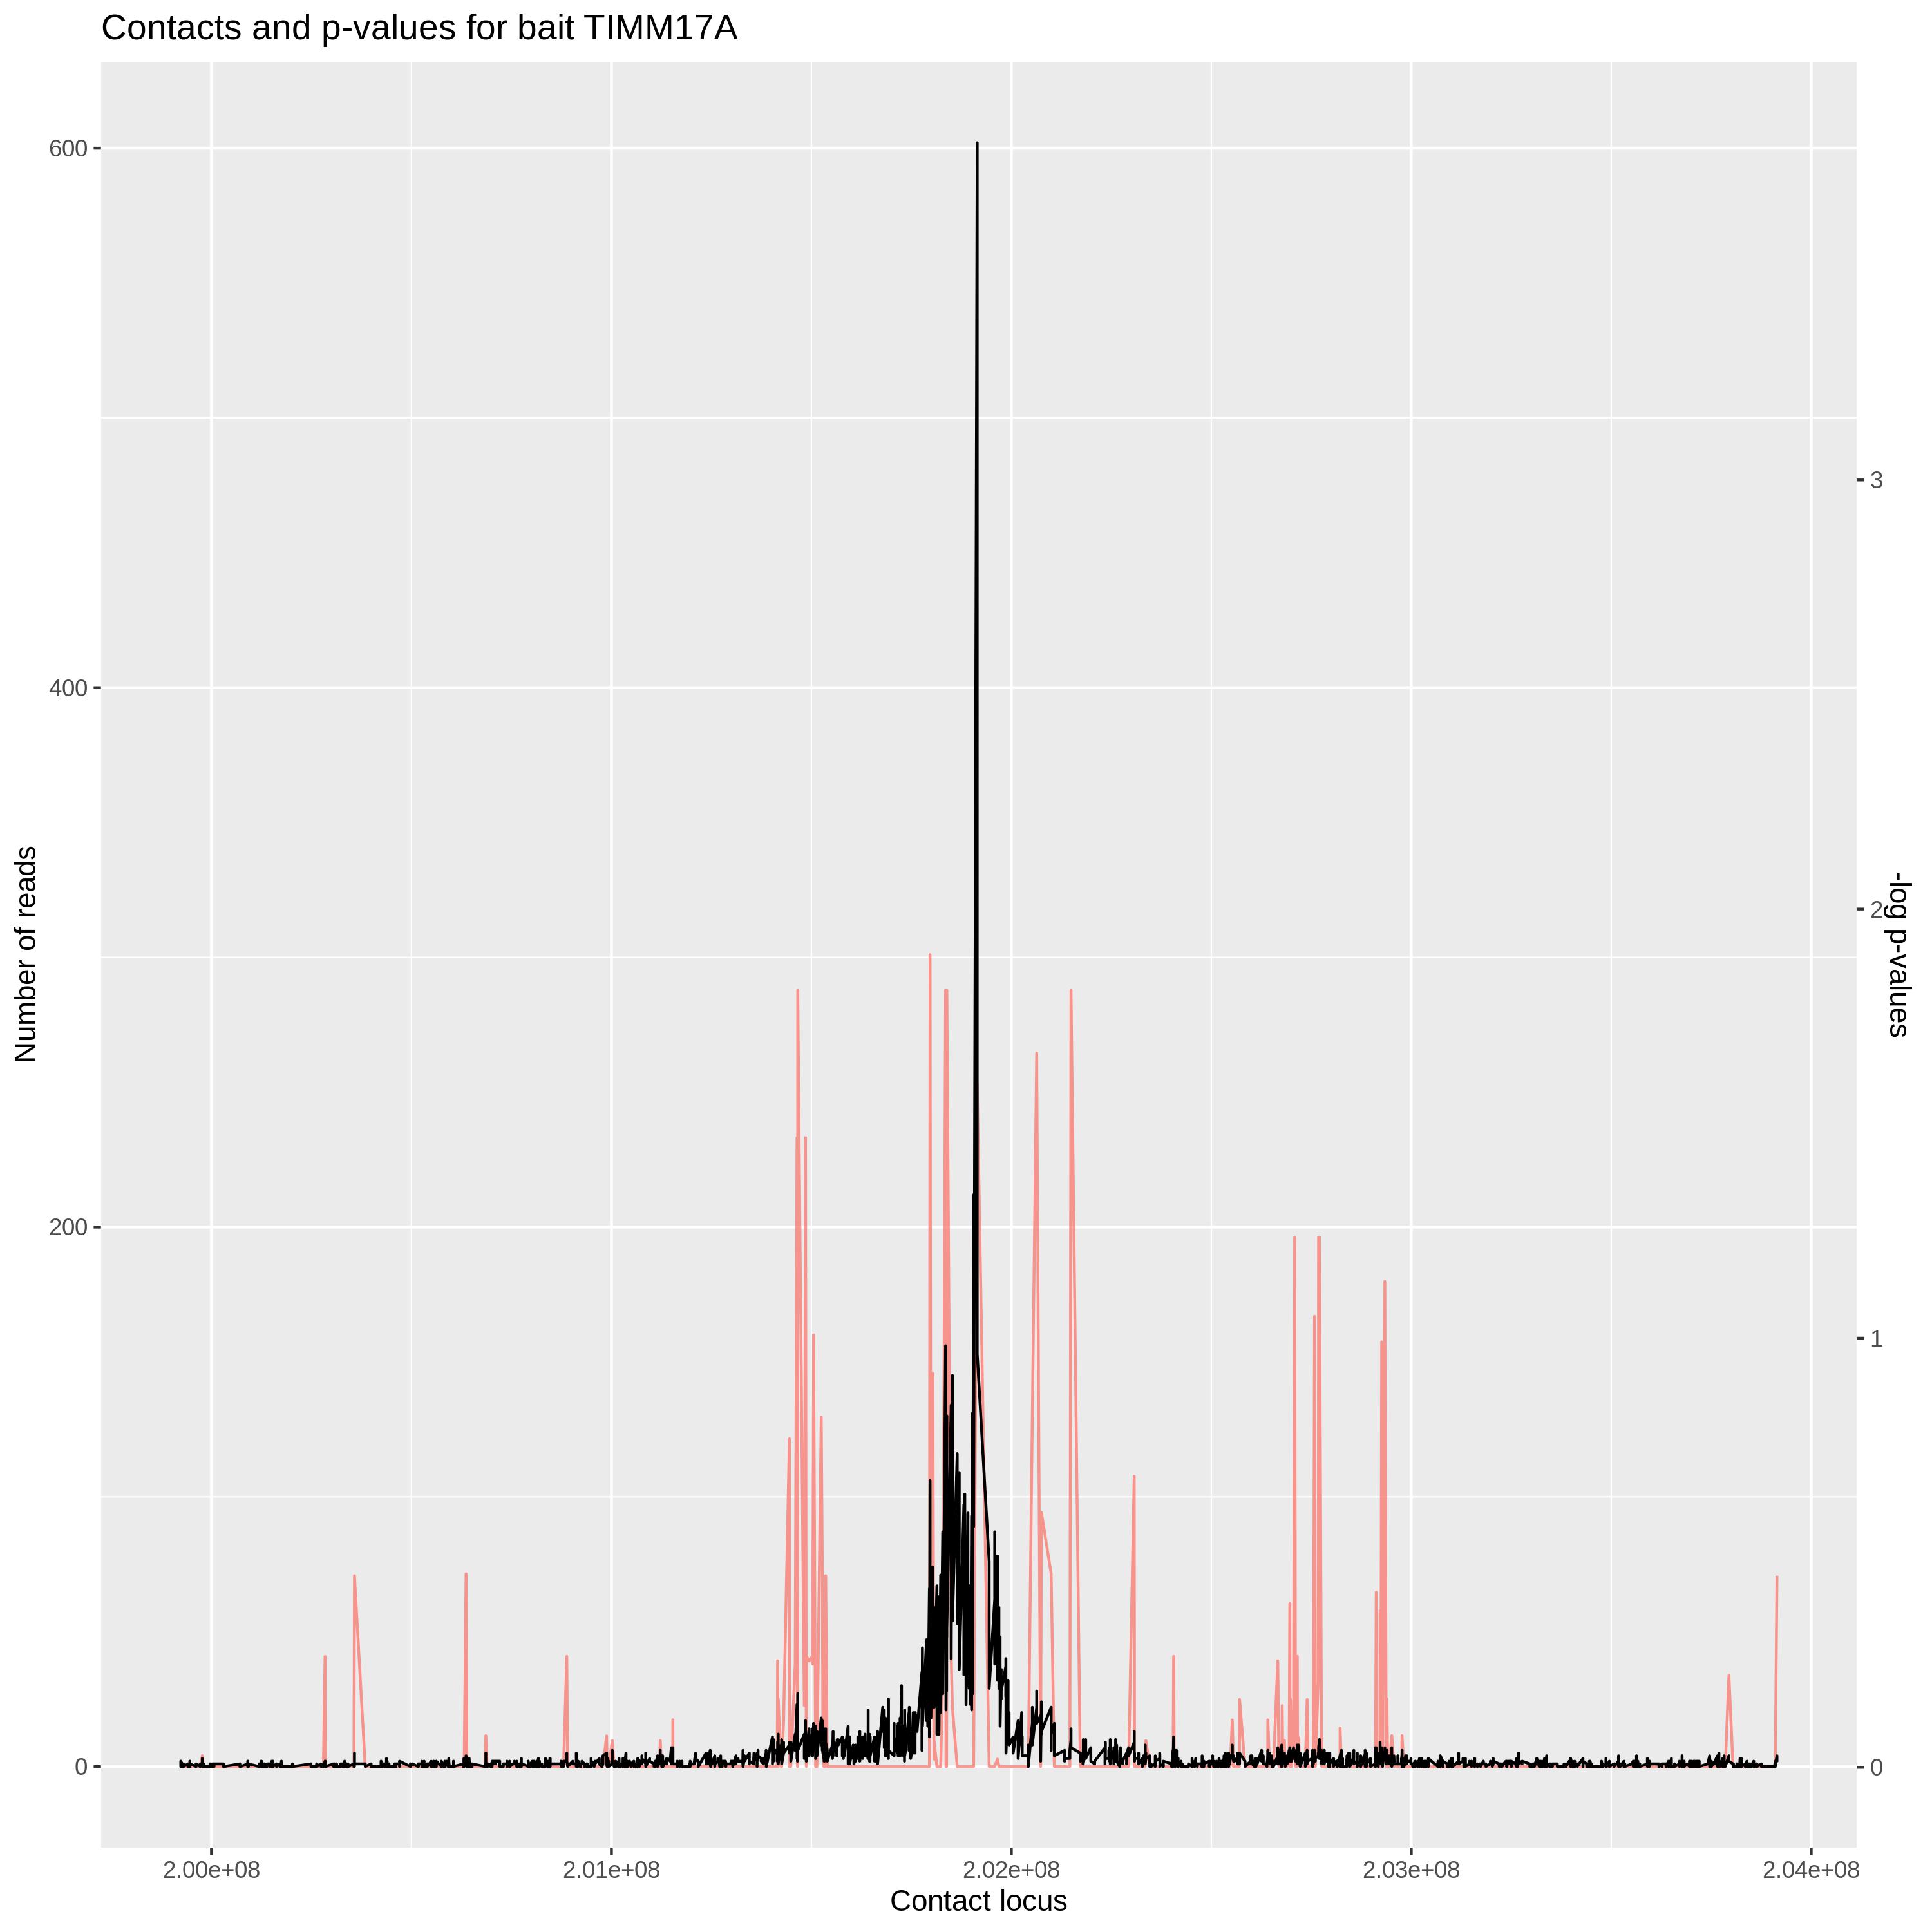 Contacts and p-values for bait TIMM17A
600
400
200
0
Number of reads
3
2
1
0
-log p-values
2.00e+08
2.01e+08
2.02e+08
2.03e+08
2.04e+08
Contact locus